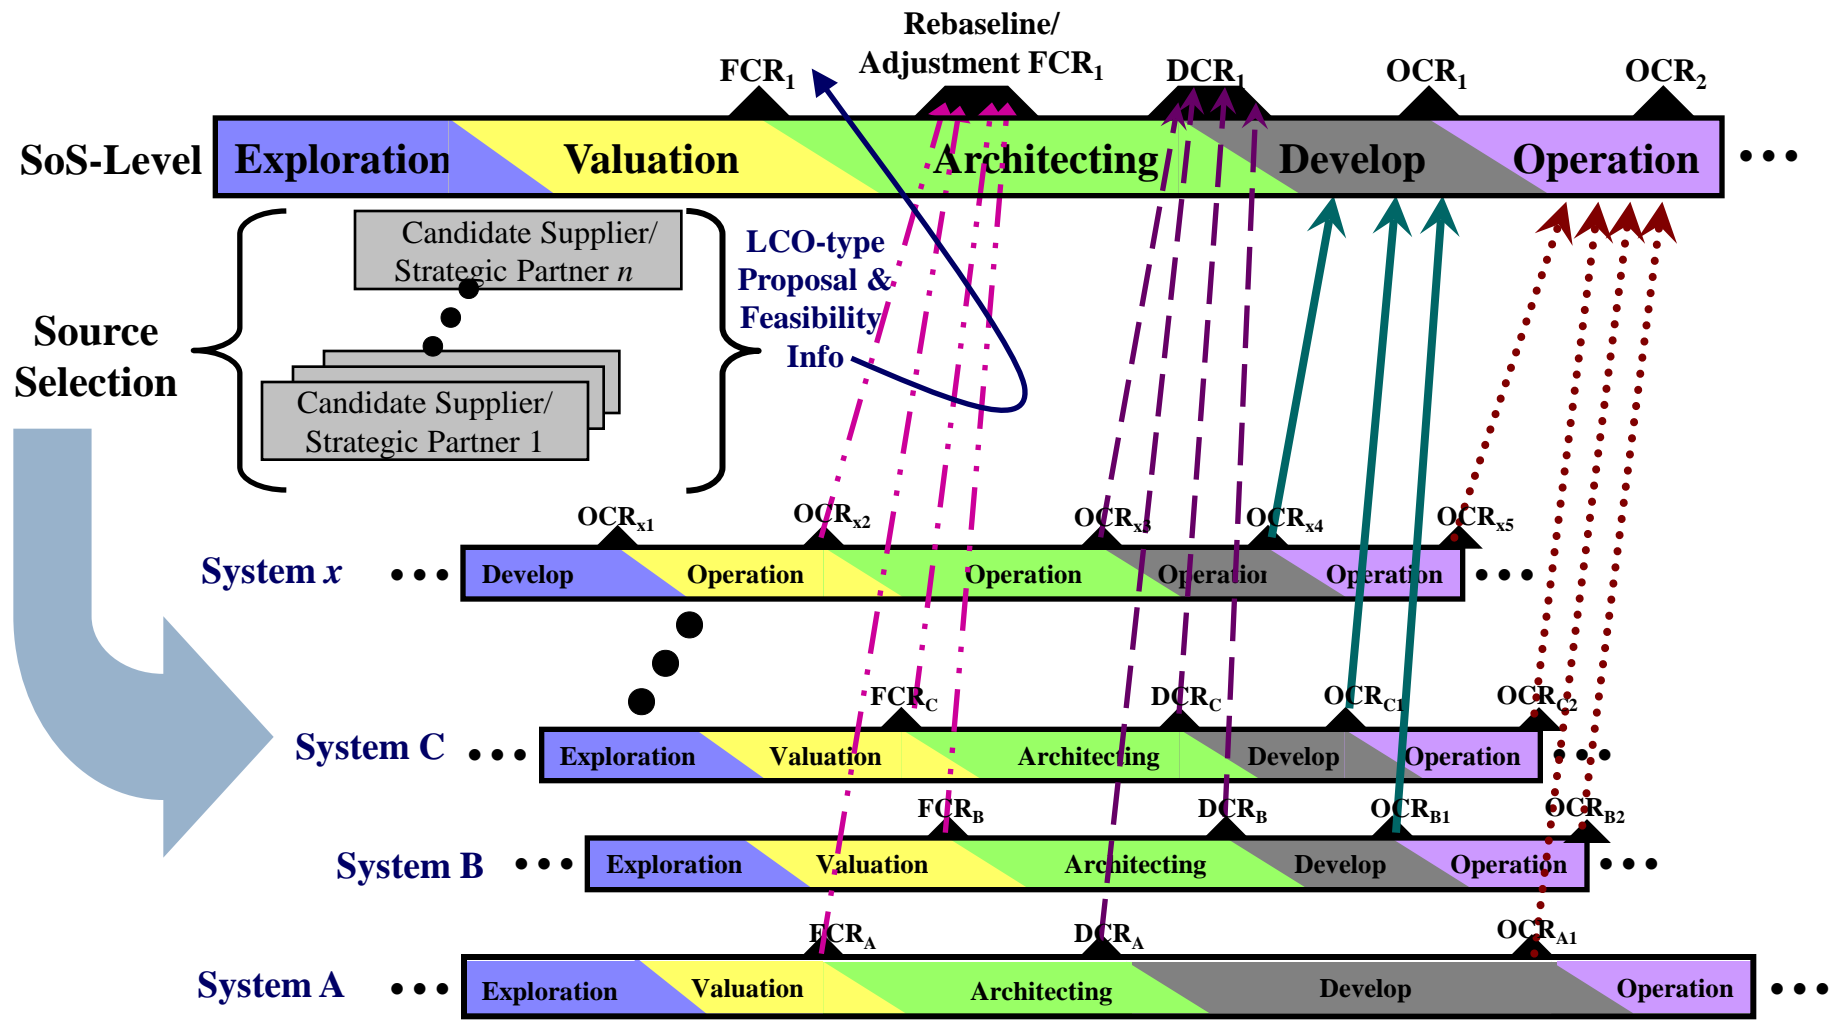 Rebaseline/
Adjustment FCR₁
FCR₁
DCR₁
OCR₁
OCR₂
SoS-Level
Exploration
Valuation
Architecting
Develop
Operation
Source
Selection
Candidate Supplier/
Strategic Partner n
Candidate Supplier/
Strategic Partner 1
LCO-type
Proposal &
Feasibility
Info
OCRx1
OCRx2
OCRx3
OCRx4
OCRx5
System x
Develop
Operation
Operation
Operation
Operation
FCRC
DCRC
OCRC1
OCRC2
System C
Exploration
Valuation
Architecting
Develop
Operation
FCRB
DCRB
OCRB1
OCRB2
System B
Exploration
Valuation
Architecting
Develop
Operation
FCRA
DCRA
OCRA1
System A
Exploration
Valuation
Architecting
Develop
Operation